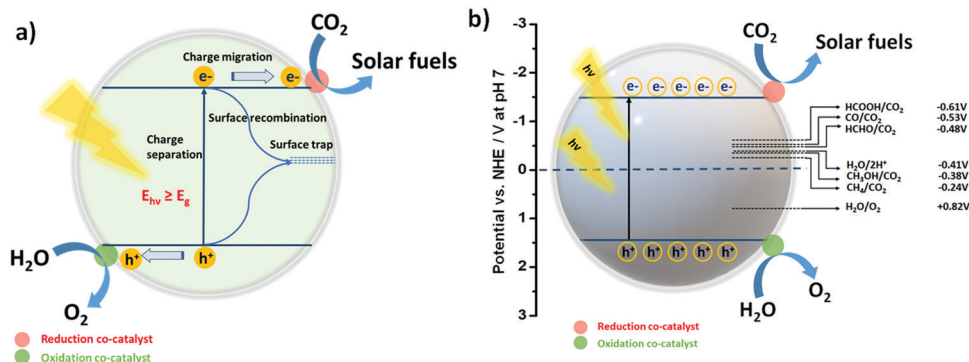 a)
CO₂
Solar fuels
Charge migration
e-
e-
Surface recombination
Charge separation
Surface trap
Ehν ≥ Eg
H₂O
h⁺
h⁺
O₂
Reduction co-catalyst
Oxidation co-catalyst
b)
Potential vs. NHE / V at pH 7
-3
-2
-1
0
1
2
3
CO₂
Solar fuels
hν
hν
e- e- e- e- e-
HCOOH/CO₂ -0.61V
CO/CO₂ -0.53V
HCHO/CO₂ -0.48V
H₂O/2H⁺ -0.41V
CH₃OH/CO₂ -0.38V
CH₄/CO₂ -0.24V
H₂O/O₂ +0.82V
h⁺ h⁺ h⁺ h⁺ h⁺
O₂
H₂O
Reduction co-catalyst
Oxidation co-catalyst